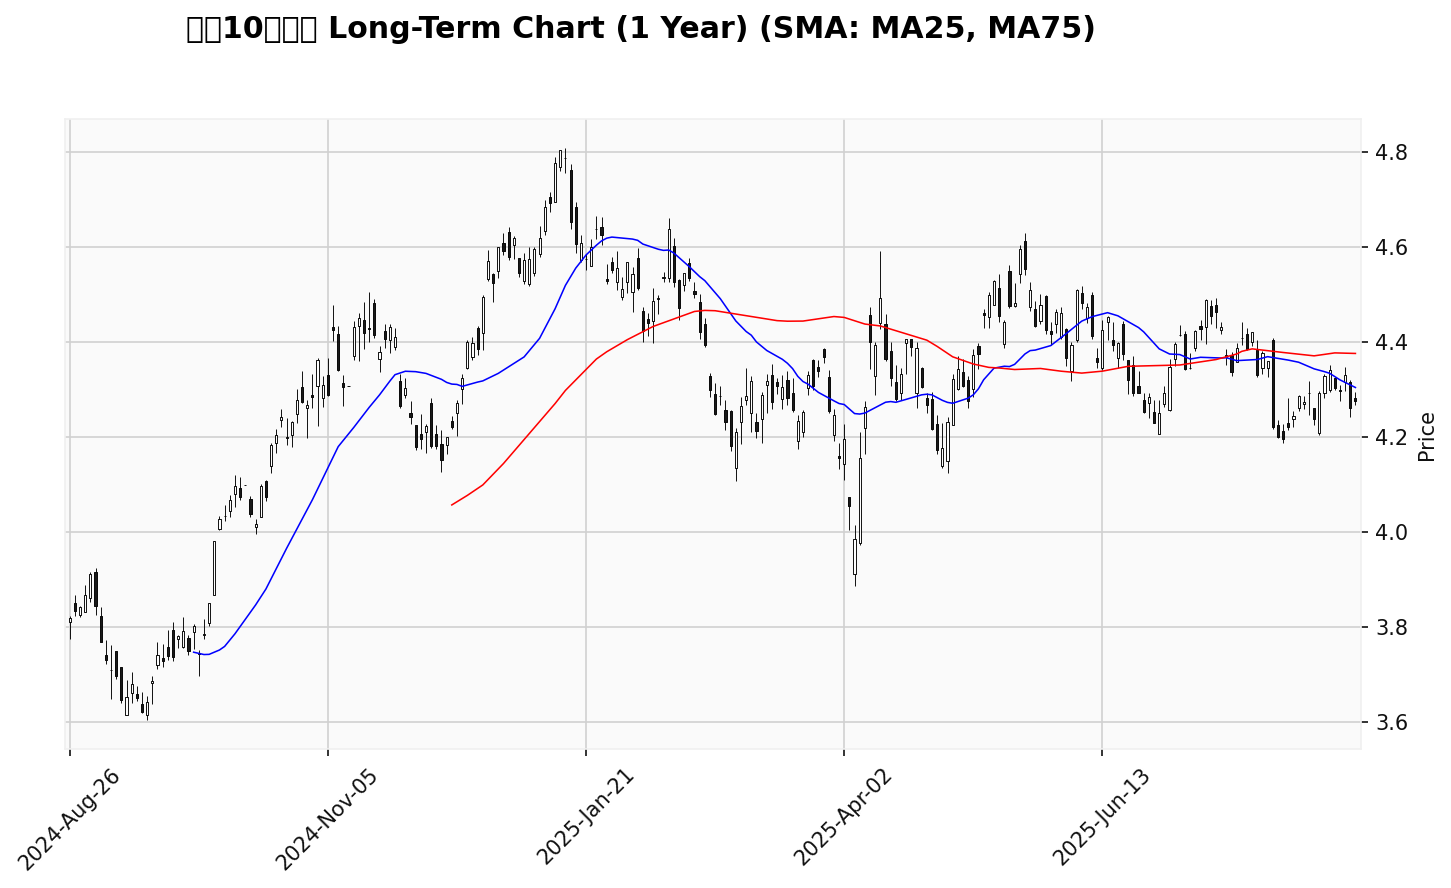 10 Long-Term Chart (1 Year) (SMA: MA25, MA75)
4.8
4.6
4.4
4.2
4.0
3.8
3.6
Price
2024-Aug-26
2024-Nov-05
2025-Jan-21
2025-Apr-02
2025-Jun-13